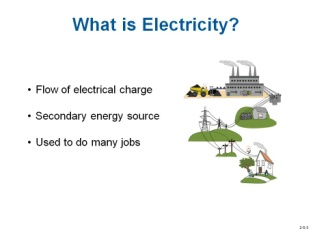 What is Electricity?
• Flow of electrical charge
• Secondary energy source
• Used to do many jobs